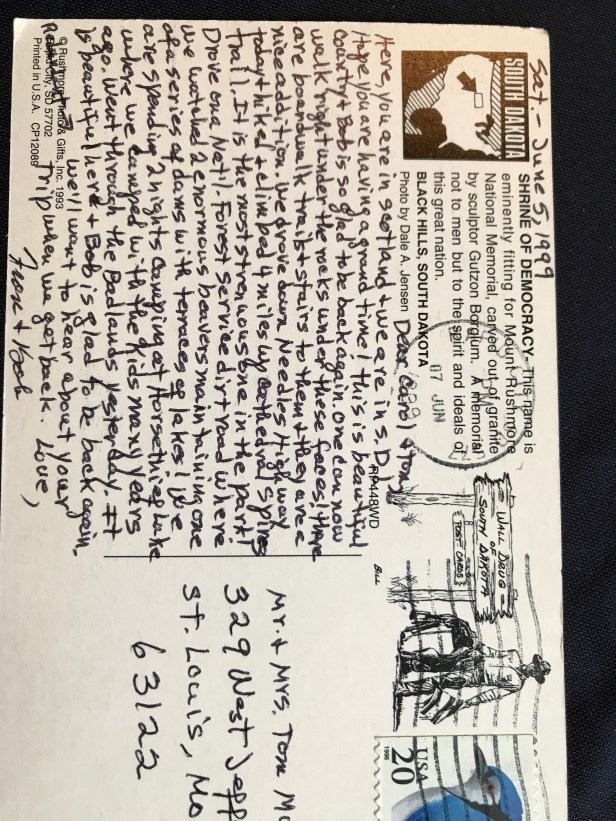 Sat - June 5, 1999
SOUTH DAKOTA
SHRINE OF DEMOCRACY—This name is
eminently fitting for Mount Rushmore
National Memorial, carved out of granite
by sculptor Gutzon Borglum. A memorial
not to men but to the spirit and ideals of
this great nation.
BLACK HILLS, SOUTH DAKOTA
Photo by Dale A. Jensen
07 JUN
Dear Carol + Tom,
Here, you are in Scotland + we are in S.D.!
Hope you are having a grand time! This is beautiful
country + Bob is so glad to be back again. One can now
walk right under the rocks under these faces! There
are boardwalk trails + stairs to them + they are a
nice addition. We drove down Needles Highway
today + hiked + climbed 4 miles up Cathedral Spires
Trail. It is the most strenuous one in the park!
Drove on a Nat'l. Forest service dirt road where
we watched 2 enormous beavers maintaining one
of a series of dams with terraces of lakes! We
are spending 2 nights camping at Horsethief Lake
where we camped with the kids many years
ago. Went through the Badlands yesterday. It
is beautiful here + Bob is glad to be back again.
We'll want to hear about your
trip when we get back. Love,
Fran + Bob
© Rushmore Photo & Gifts, Inc. 1993
Rapid City, SD 57702
Printed in U.S.A. CP12089
RP448WD
WALL DRUG
OF
SOUTH DAKOTA
POST CARDS
BILL
USA
20
1996
Mr. + Mrs. Tom
329 West
St. Louis, Mo
63122